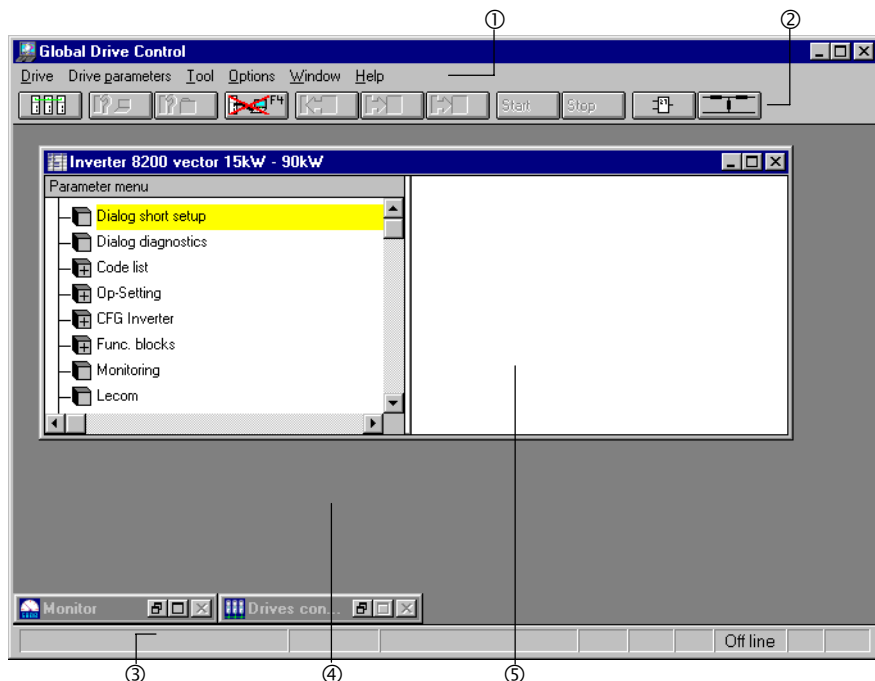 ① ②
Global Drive Control
Drive Drive parameters Tool Options Window Help
F4 Start Stop
Inverter 8200 vector 15kW - 90kW
Parameter menu
Dialog short setup
Dialog diagnostics
Code list
Op-Setting
CFG Inverter
Func. blocks
Monitoring
Lecom
Monitor Drives con...
Off line
③ ④ ⑤